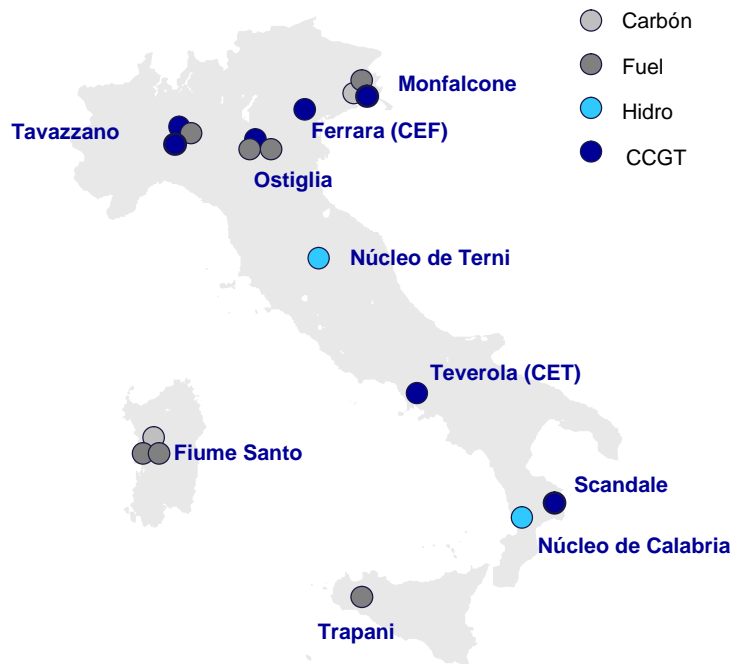 Carbón
Fuel
Hidro
CCGT
Monfalcone
Tavazzano
Ferrara (CEF)
Ostiglia
Núcleo de Terni
Teverola (CET)
Fiume Santo
Scandale
Núcleo de Calabria
Trapani